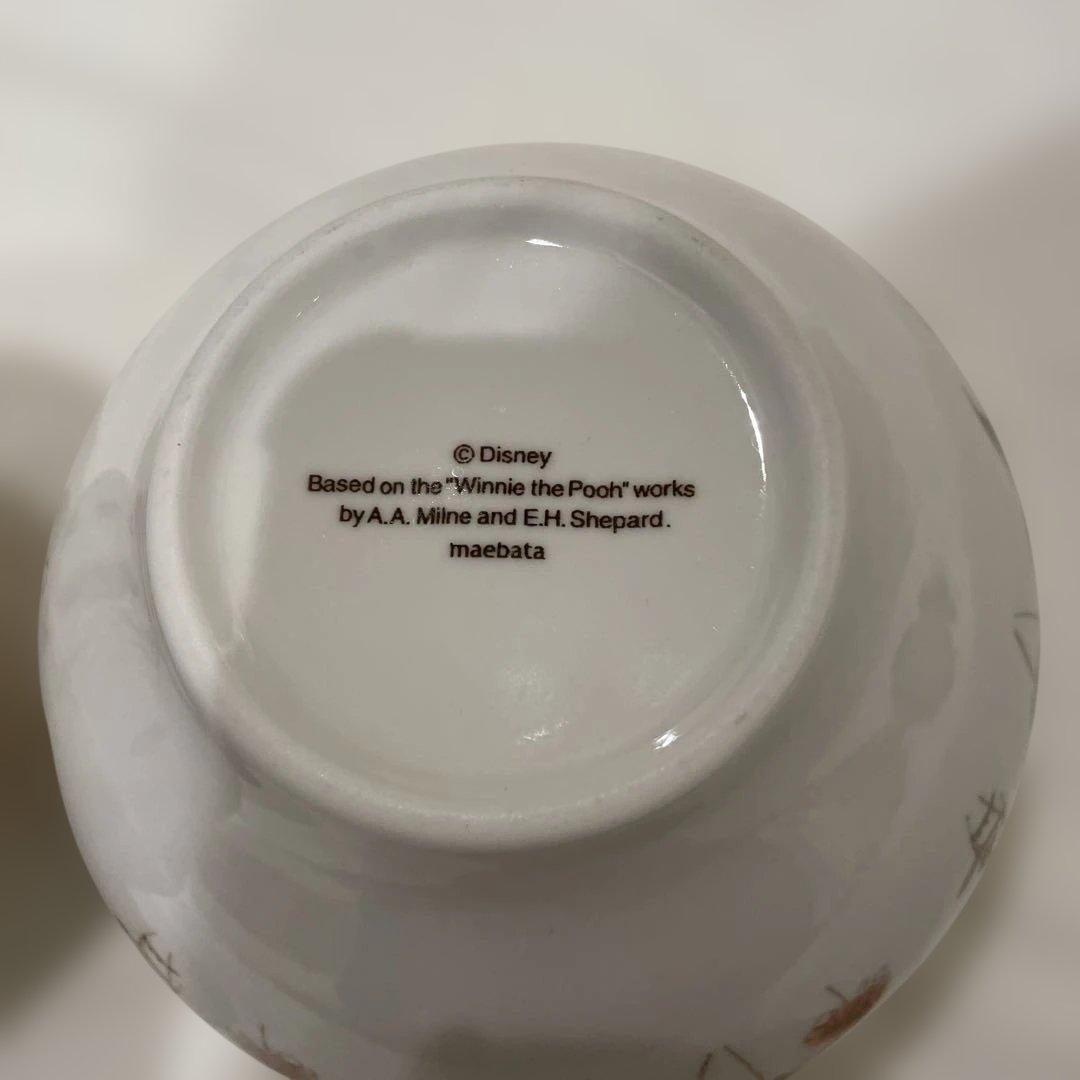 © Disney
Based on the "Winnie the Pooh" works
by A.A. Milne and E.H. Shepard.
maebata